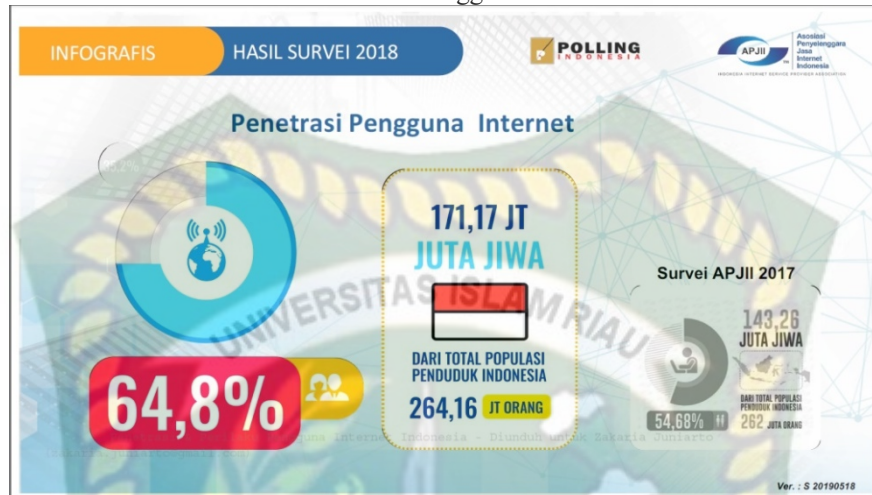 INFOGRAFIS
HASIL SURVEI 2018
POLLING
INDONESIA
APJII
Asosiasi
Penyelenggara
Jasa
Internet
Indonesia
INDONESIA INTERNET SERVICE PROVIDER ASSOCIATION
Penetrasi Pengguna Internet
64,8%
171,17 JT
JUTA JIWA
DARI TOTAL POPULASI
PENDUDUK INDONESIA
264,16 JT ORANG
Survei APJII 2017
143,26
JUTA JIWA
DARI TOTAL POPULASI
PENDUDUK INDONESIA
262 JUTA ORANG
54,68%
UNIVERSITAS ISLAM RIAU
Internet Indonesia - Diunduh untuk Zakaria Juniarto
Ver. : S 20190518